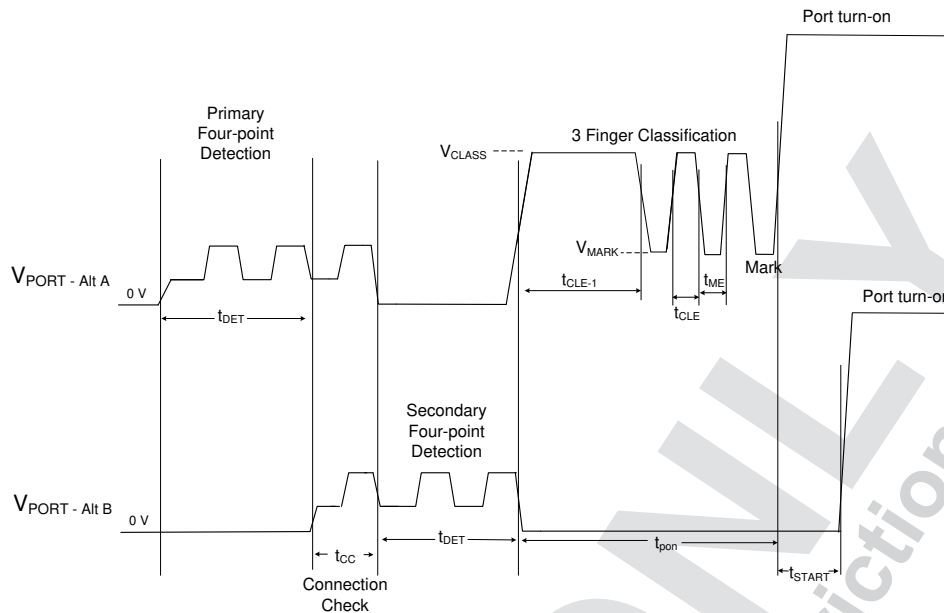 Port turn-on
Primary
Four-point
Detection
3 Finger Classification
VCLASS
VMARK
Mark
VPORT - Alt A
0 V
tDET
tCLE-1
tME
tCLE
Port turn-on
Secondary
Four-point
Detection
VPORT - Alt B
0 V
tCC
tDET
tpon
tSTART
Connection
Check
ONLY